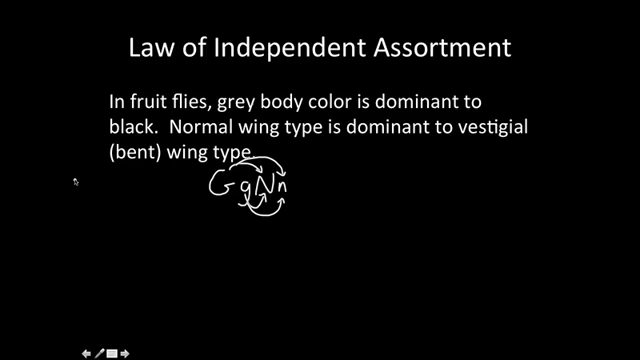 Law of Independent Assortment
In fruit flies, grey body color is dominant to
black.  Normal wing type is dominant to vestigial
(bent) wing type.
GgNn